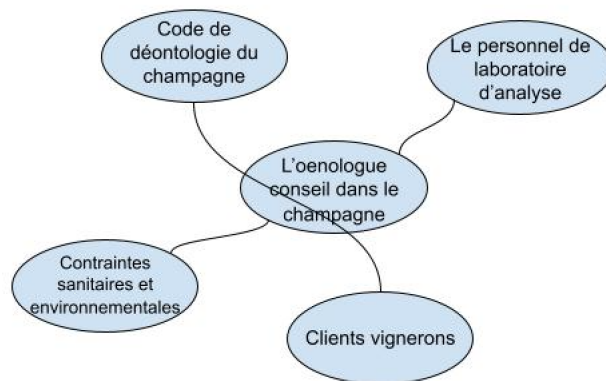 Code de
déontologie du
champagne
Le personnel de
laboratoire
d'analyse
L'oenologue
conseil dans le
champagne
Contraintes
sanitaires et
environnementales
Clients vignerons